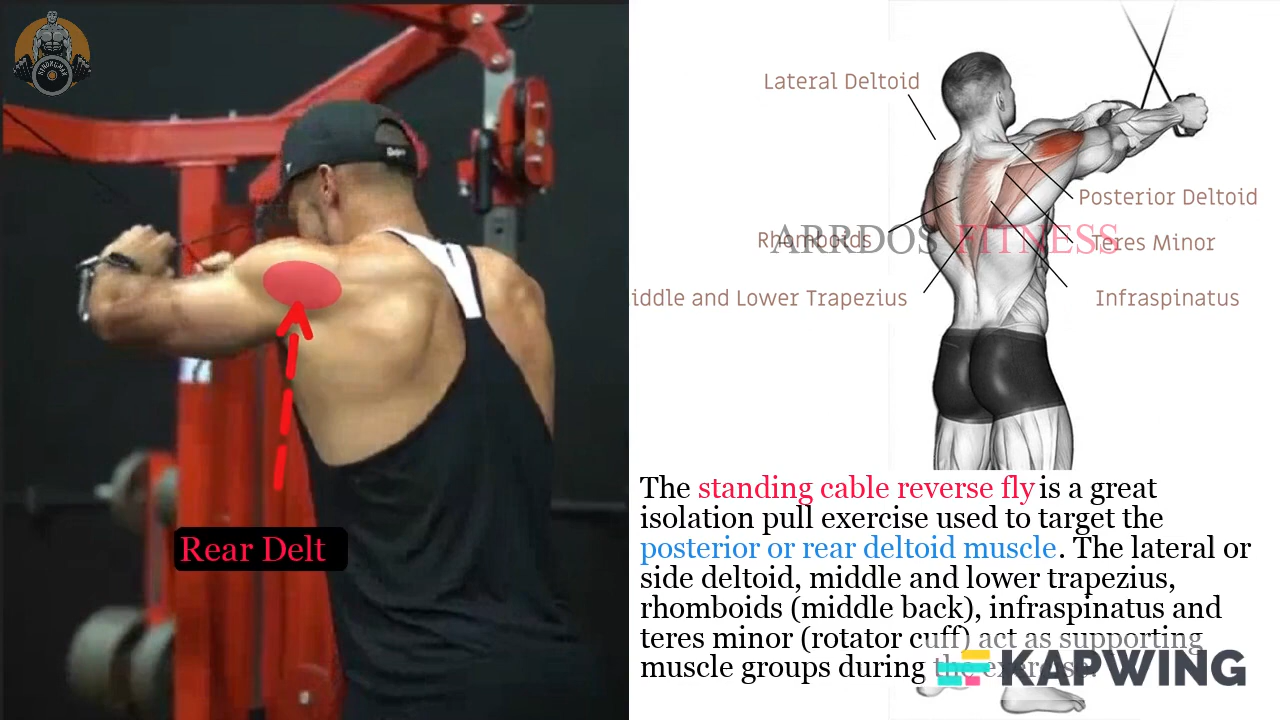 Lateral Deltoid
Posterior Deltoid
Rhomboids
ARRDOS FITNESS
Teres Minor
iddle and Lower Trapezius
Infraspinatus
Rear Delt
The standing cable reverse fly is a great
isolation pull exercise used to target the
posterior or rear deltoid muscle. The lateral or
side deltoid, middle and lower trapezius,
rhomboids (middle back), infraspinatus and
teres minor (rotator cuff) act as supporting
muscle groups during the exercise.
KAPWING